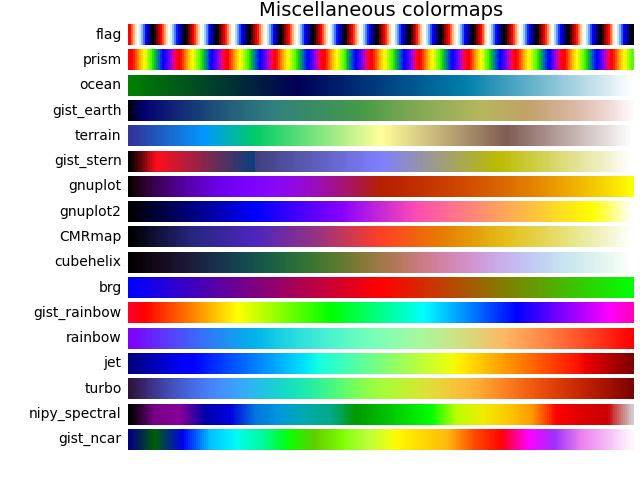 Miscellaneous colormaps
flag
prism
ocean
gist_earth
terrain
gist_stern
gnuplot
gnuplot2
CMRmap
cubehelix
brg
gist_rainbow
rainbow
jet
turbo
nipy_spectral
gist_ncar